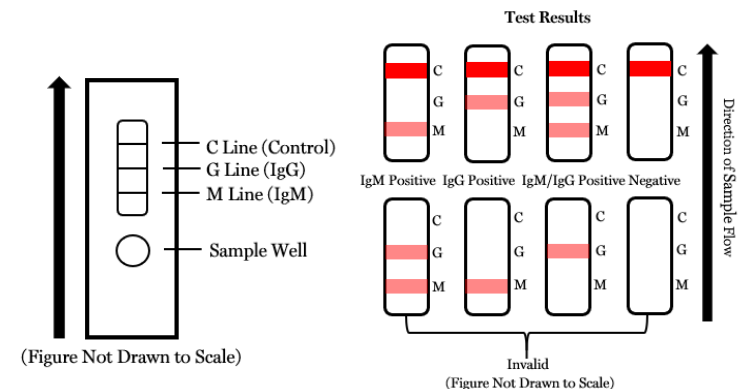 Test Results
C Line (Control)
G Line (IgG)
M Line (IgM)
Sample Well
(Figure Not Drawn to Scale)
C
G
M
C
G
M
C
G
M
C
G
M
IgM Positive
IgG Positive
IgM/IgG Positive
Negative
C
G
M
C
G
M
C
G
M
C
G
M
Invalid
(Figure Not Drawn to Scale)
Direction of Sample Flow